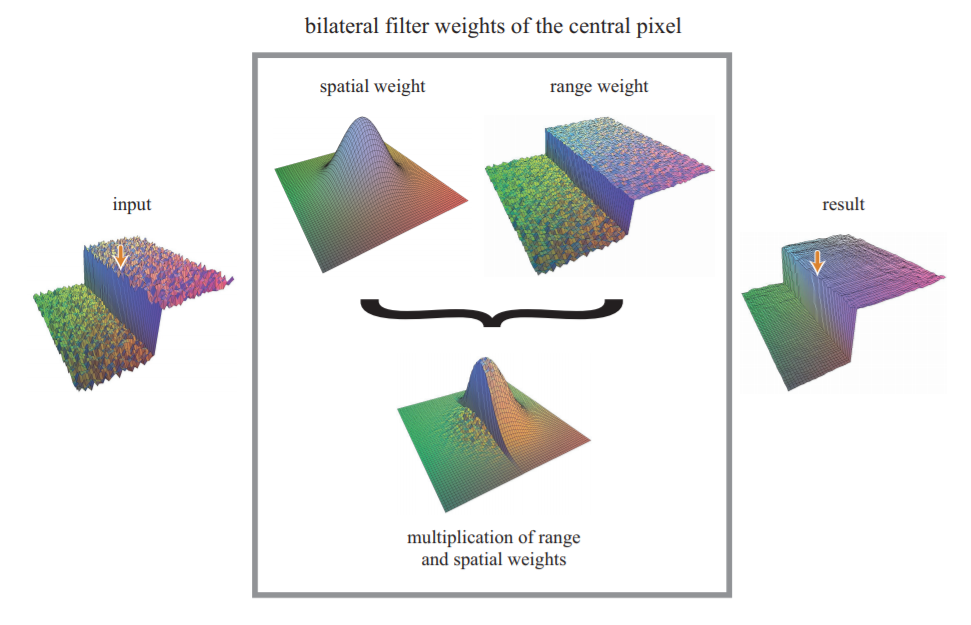 bilateral filter weights of the central pixel
spatial weight
range weight
input
result
multiplication of range
and spatial weights